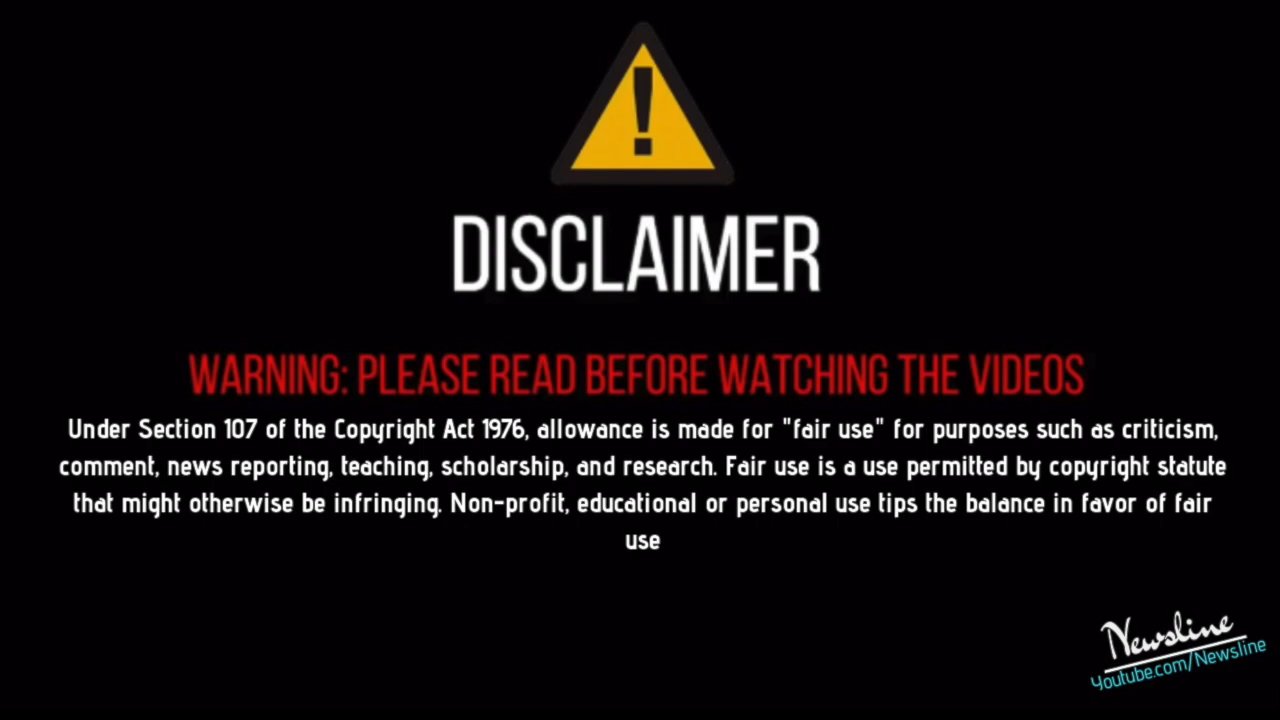 DISCLAIMER
WARNING: PLEASE READ BEFORE WATCHING THE VIDEOS
Under Section 107 of the Copyright Act 1976, allowance is made for "fair use" for purposes such as criticism,
comment, news reporting, teaching, scholarship, and research. Fair use is a use permitted by copyright statute
that might otherwise be infringing. Non-profit, educational or personal use tips the balance in favor of fair
use
Newsline
Youtube.com/Newsline